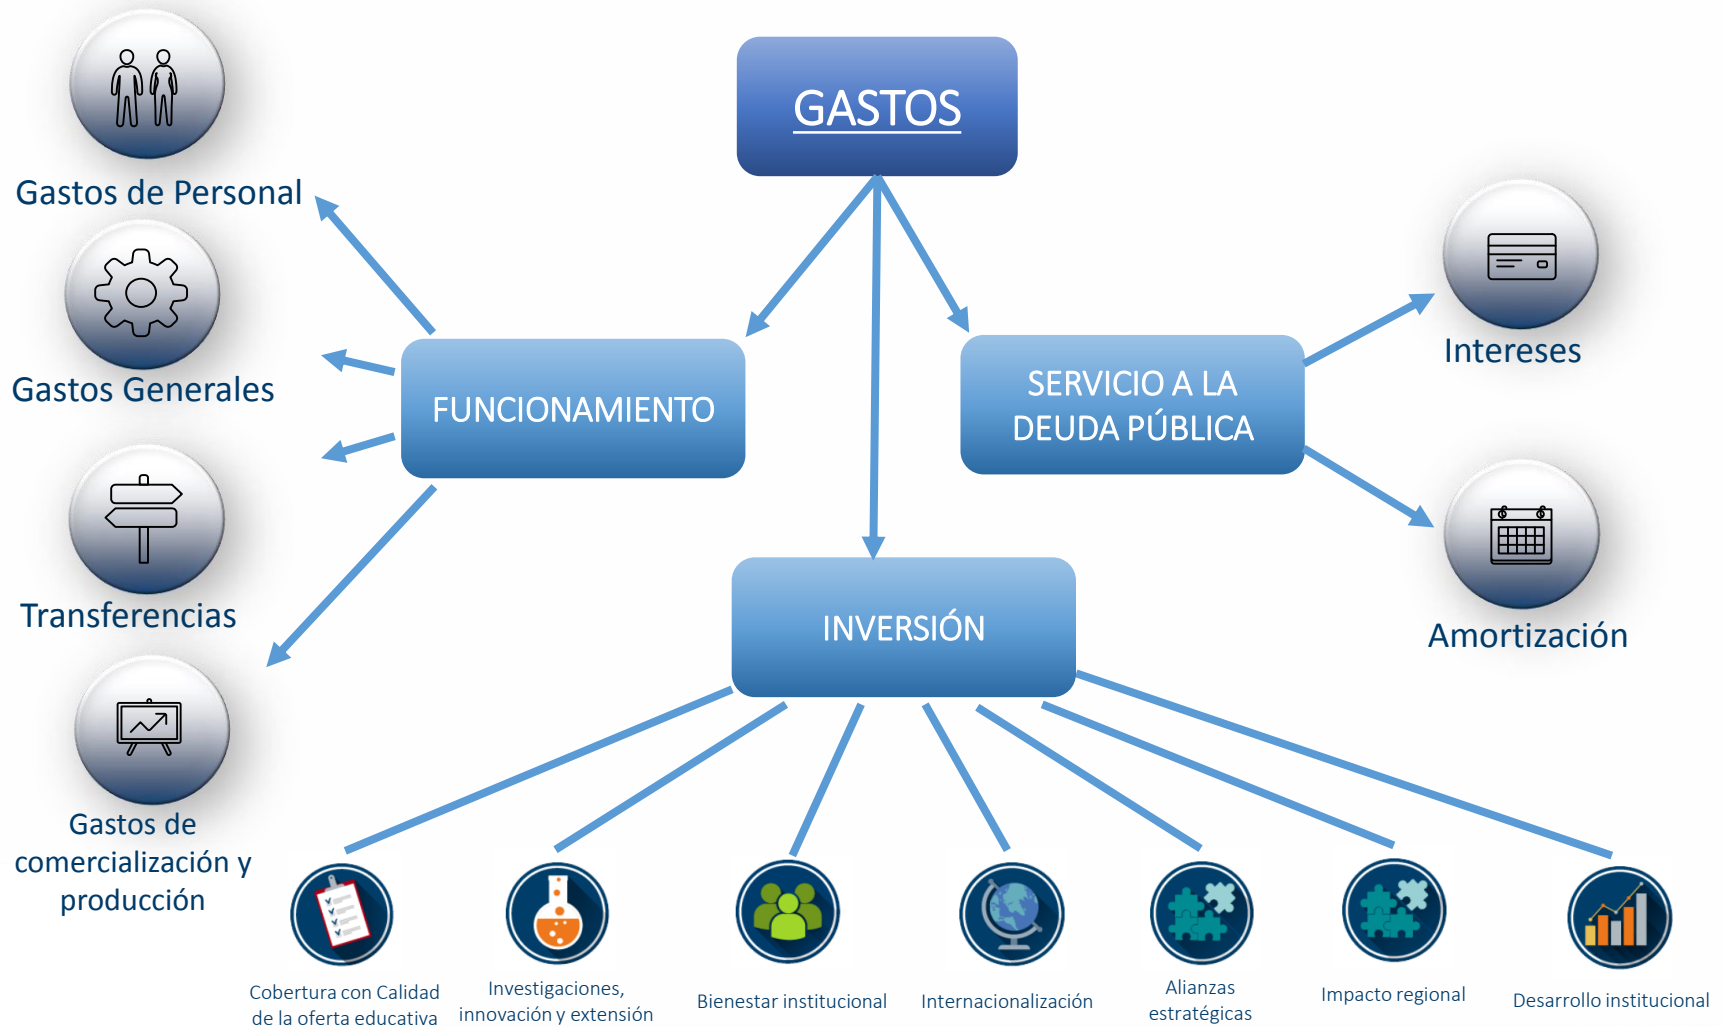 GASTOS
Gastos de Personal
Gastos Generales
Transferencias
Gastos de
comercialización y
producción
FUNCIONAMIENTO
SERVICIO A LA
DEUDA PÚBLICA
Intereses
Amortización
INVERSIÓN
Cobertura con Calidad
de la oferta educativa
Investigaciones,
innovación y extensión
Bienestar institucional
Internacionalización
Alianzas
estratégicas
Impacto regional
Desarrollo institucional